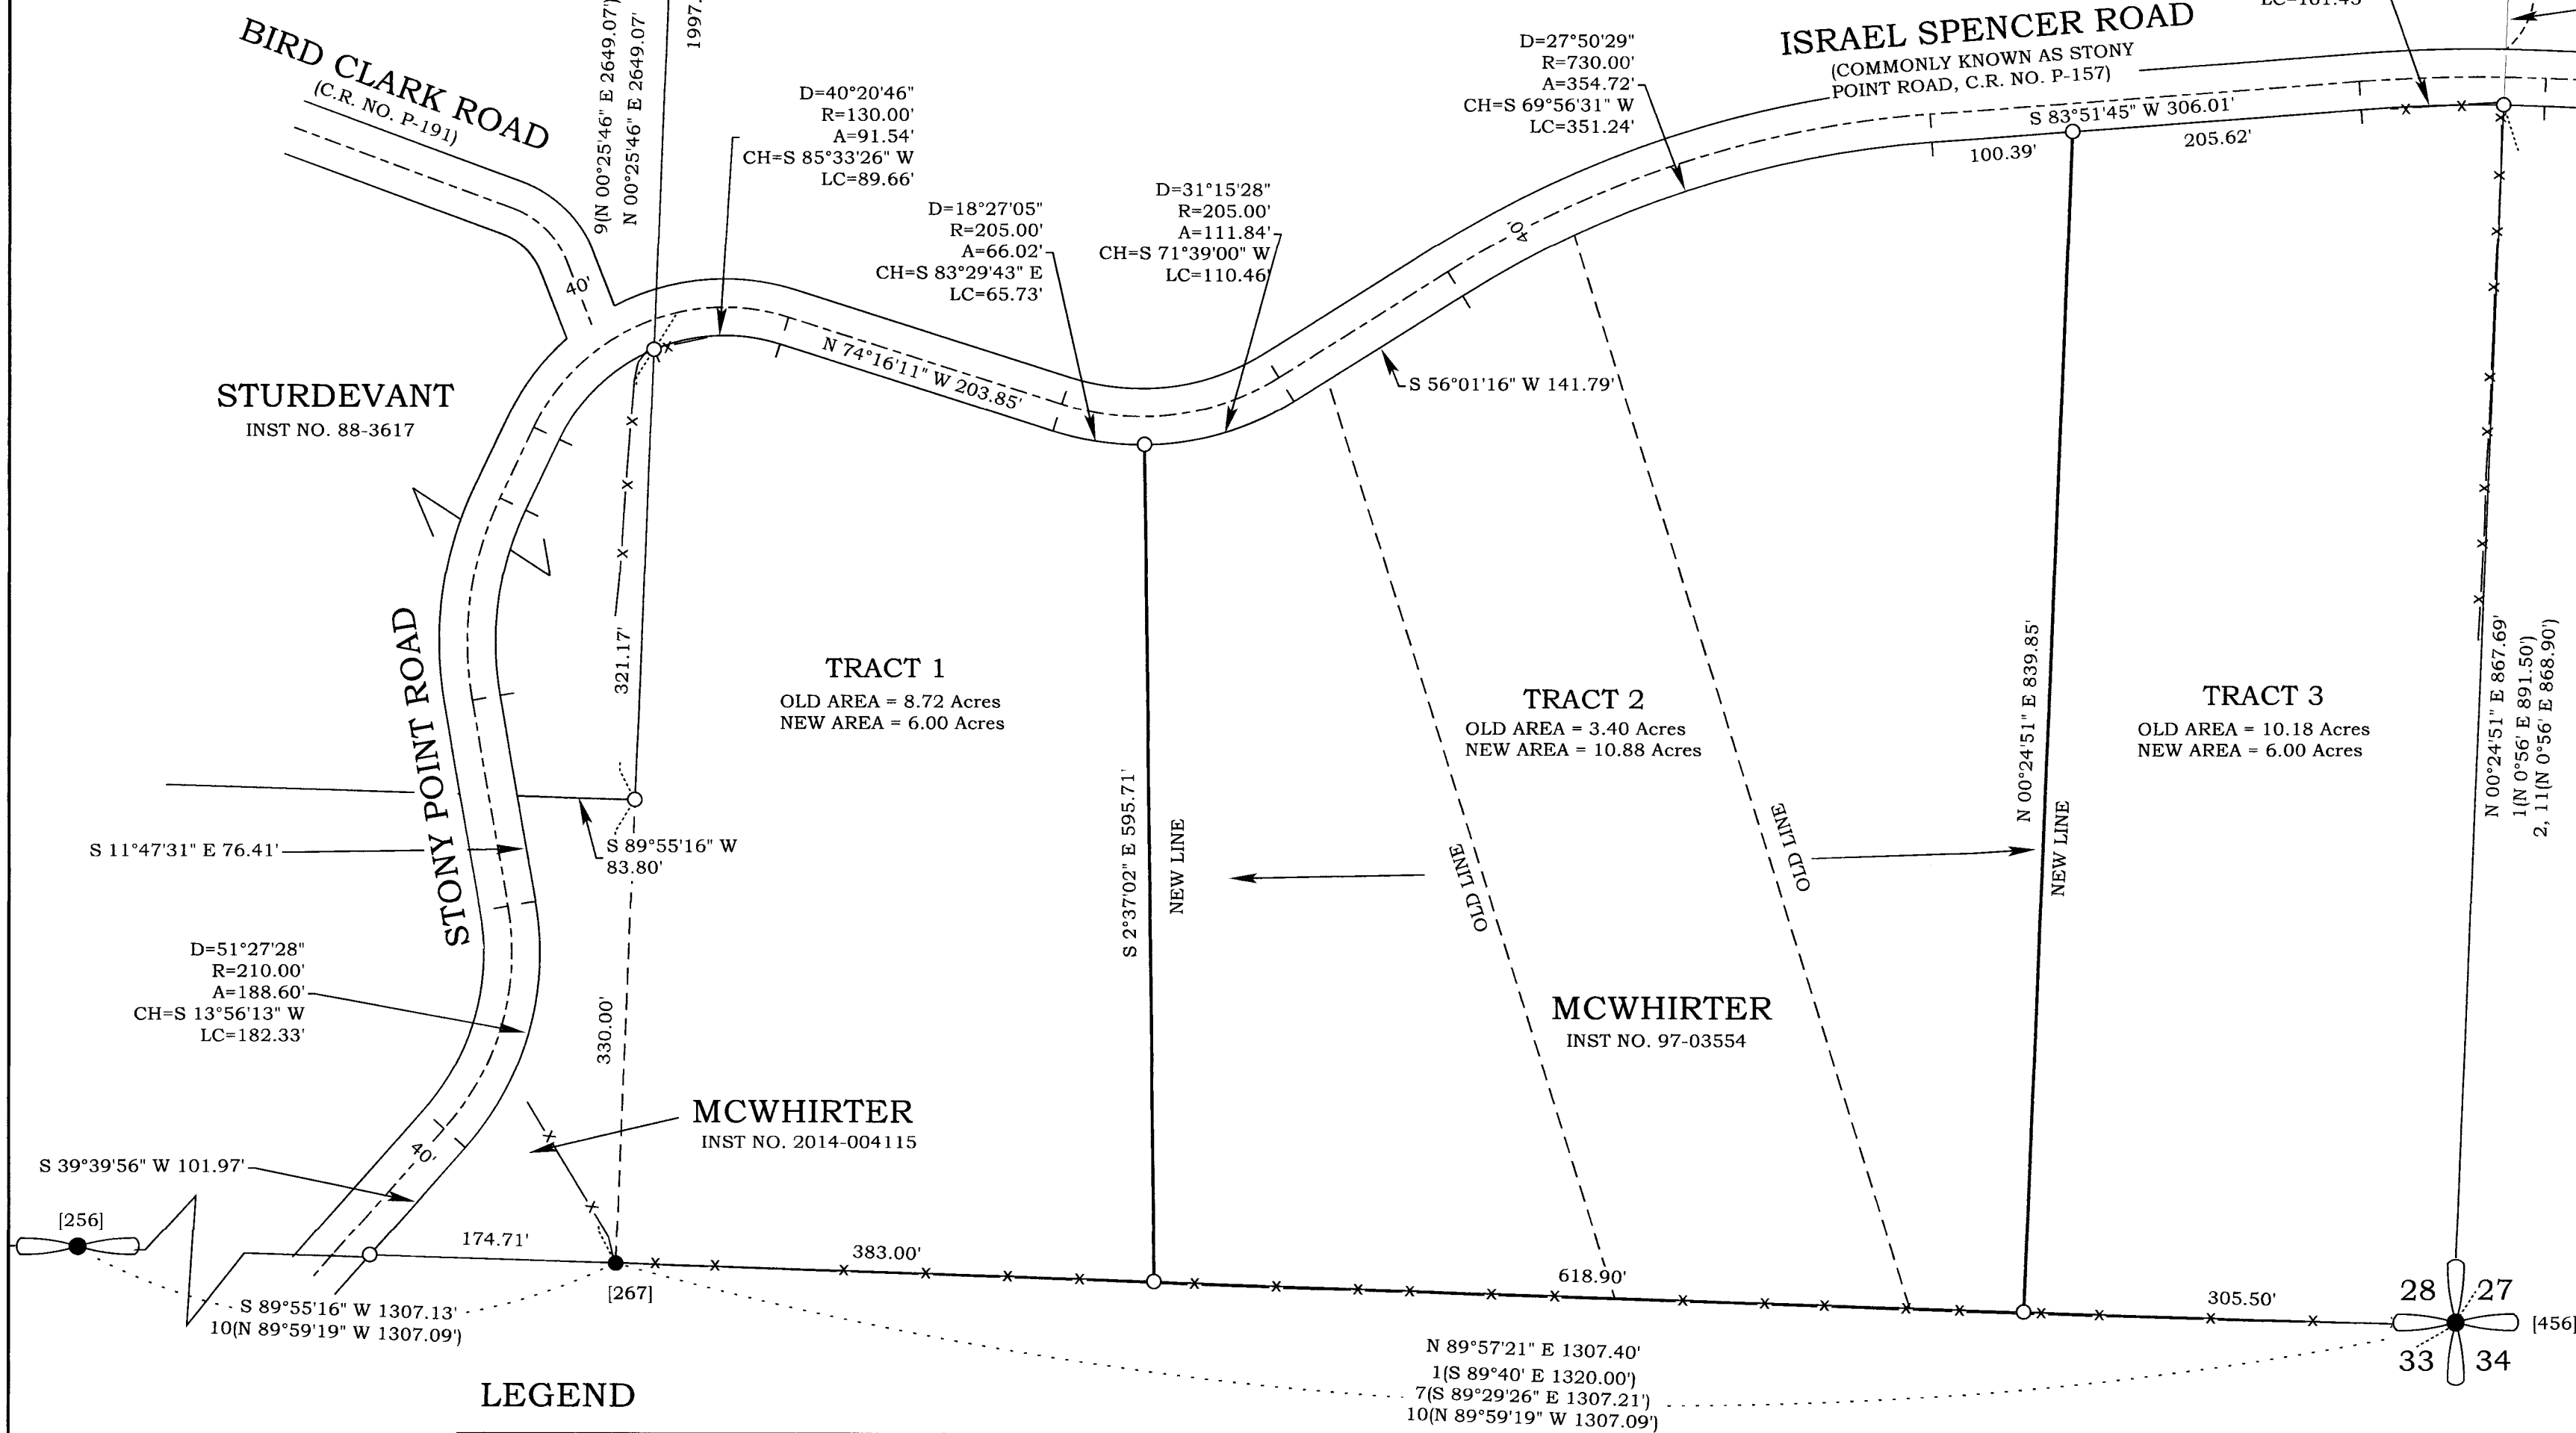 BIRD CLARK ROAD
(C.R. NO. P-191)
9(N 00°25'46" E 2649.07')
N 00°25'46" E 2649.07'
1997.
D=40°20'46"
R=130.00'
A=91.54'
CH=S 85°33'26" W
LC=89.66'
D=18°27'05"
R=205.00'
A=66.02'
CH=S 83°29'43" E
LC=65.73'
D=31°15'28"
R=205.00'
A=111.84'
CH=S 71°39'00" W
LC=110.46'
D=27°50'29"
R=730.00'
A=354.72'
CH=S 69°56'31" W
LC=351.24'
ISRAEL SPENCER ROAD
(COMMONLY KNOWN AS STONY
POINT ROAD, C.R. NO. P-157)
S 83°51'45" W 306.01'
100.39'
205.62'
40'
40'
N 74°16'11" W 203.85'
S 56°01'16" W 141.79'
STURDEVANT
INST NO. 88-3617
STONY POINT ROAD
321.17'
TRACT 1
OLD AREA = 8.72 Acres
NEW AREA = 6.00 Acres
TRACT 2
OLD AREA = 3.40 Acres
NEW AREA = 10.88 Acres
TRACT 3
OLD AREA = 10.18 Acres
NEW AREA = 6.00 Acres
S 2°37'02" E 595.71'
NEW LINE
OLD LINE
OLD LINE
N 00°24'51" E 839.85'
NEW LINE
N 00°24'51" E 867.69'
1(N 0°56' E 891.50')
2, 11(N 0°56' E 868.90')
S 11°47'31" E 76.41'
S 89°55'16" W
83.80'
D=51°27'28"
R=210.00'
A=188.60'
CH=S 13°56'13" W
LC=182.33'
330.00'
MCWHIRTER
INST NO. 97-03554
MCWHIRTER
INST NO. 2014-004115
40'
S 39°39'56" W 101.97'
[256]
174.71'
383.00'
618.90'
305.50'
[267]
28
27
33
34
[456]
S 89°55'16" W 1307.13'
10(N 89°59'19" W 1307.09')
N 89°57'21" E 1307.40'
1(S 89°40' E 1320.00')
7(S 89°29'26" E 1307.21')
10(N 89°59'19" W 1307.09')
LEGEND